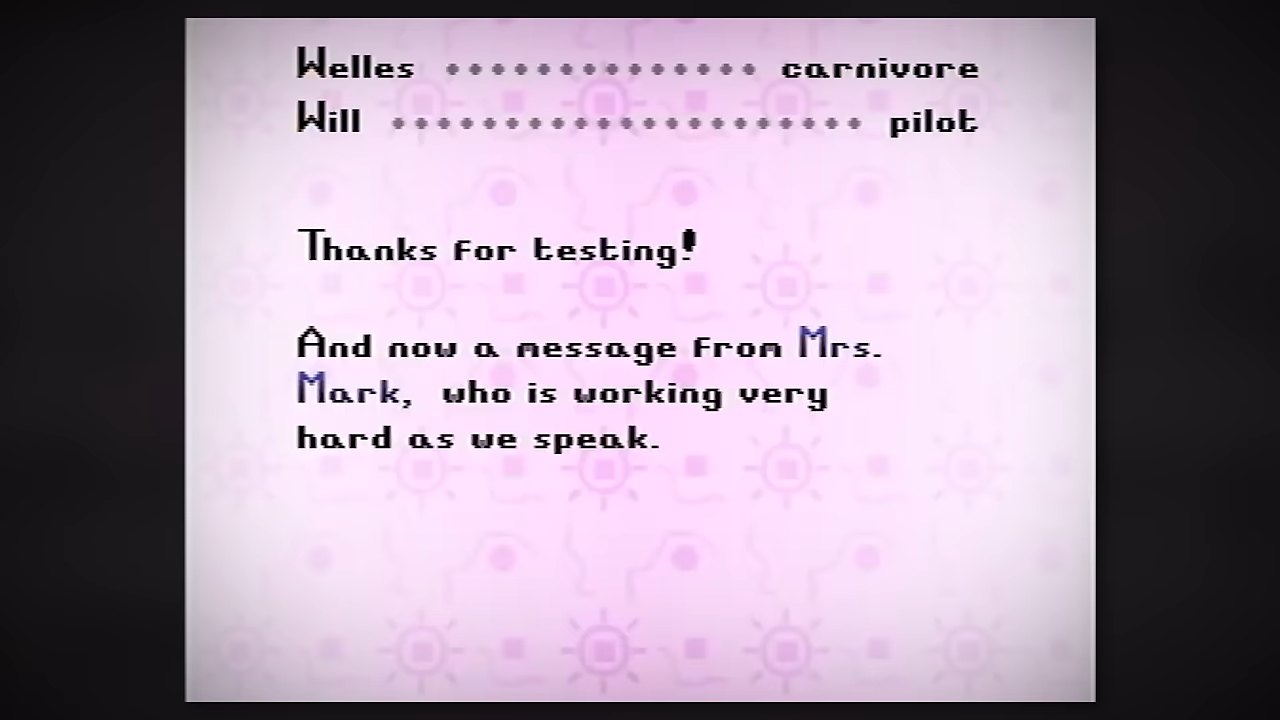 Welles •••••••••••••• carnivore
Will ••••••••••••••••••••• pilot
Thanks for testing!
And now a message from Mrs.
Mark, who is working very
hard as we speak.